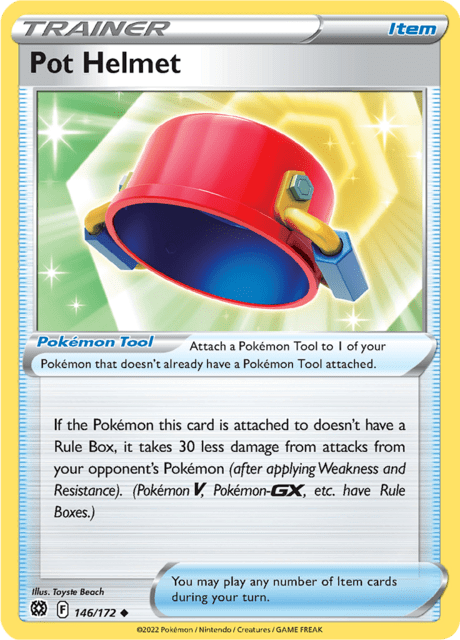 TRAINER Item
Pot Helmet
Pokémon Tool Attach a Pokémon Tool to 1 of your
Pokémon that doesn't already have a Pokémon Tool attached.
If the Pokémon this card is attached to doesn't have a
Rule Box, it takes 30 less damage from attacks from
your opponent's Pokémon (after applying Weakness and
Resistance). (Pokémon V, Pokémon-GX, etc. have Rule
Boxes.)
Illus. Toyste Beach
F 146/172
You may play any number of Item cards
during your turn.
©2022 Pokémon / Nintendo / Creatures / GAME FREAK